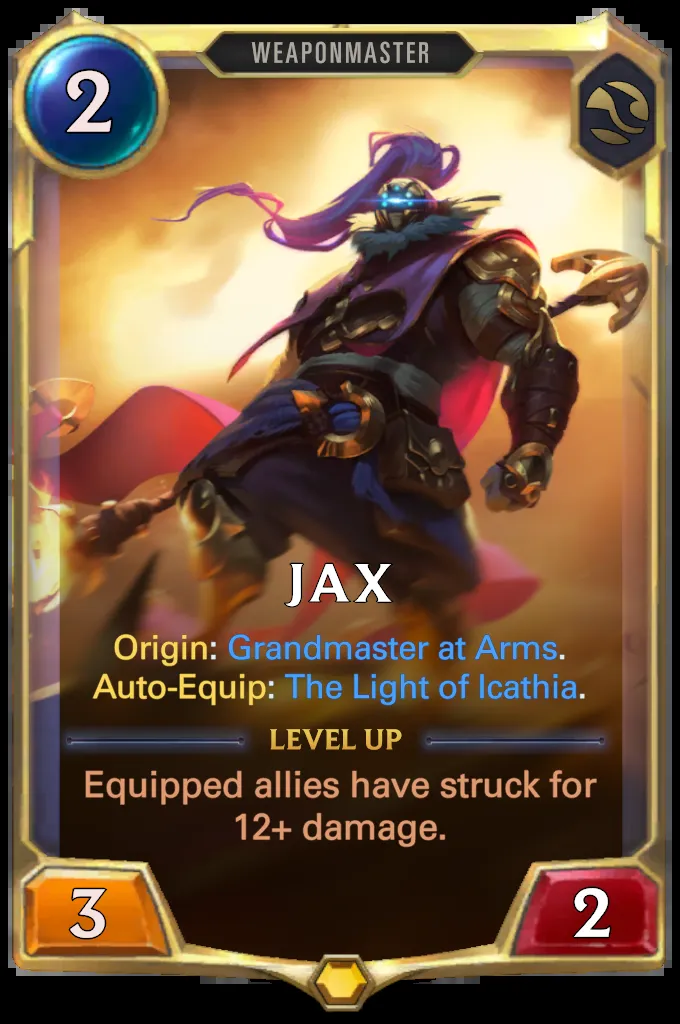 WEAPONMASTER
2
JAX
Origin: Grandmaster at Arms.
Auto-Equip: The Light of Icathia.
LEVEL UP
Equipped allies have struck for
12+ damage.
3
2